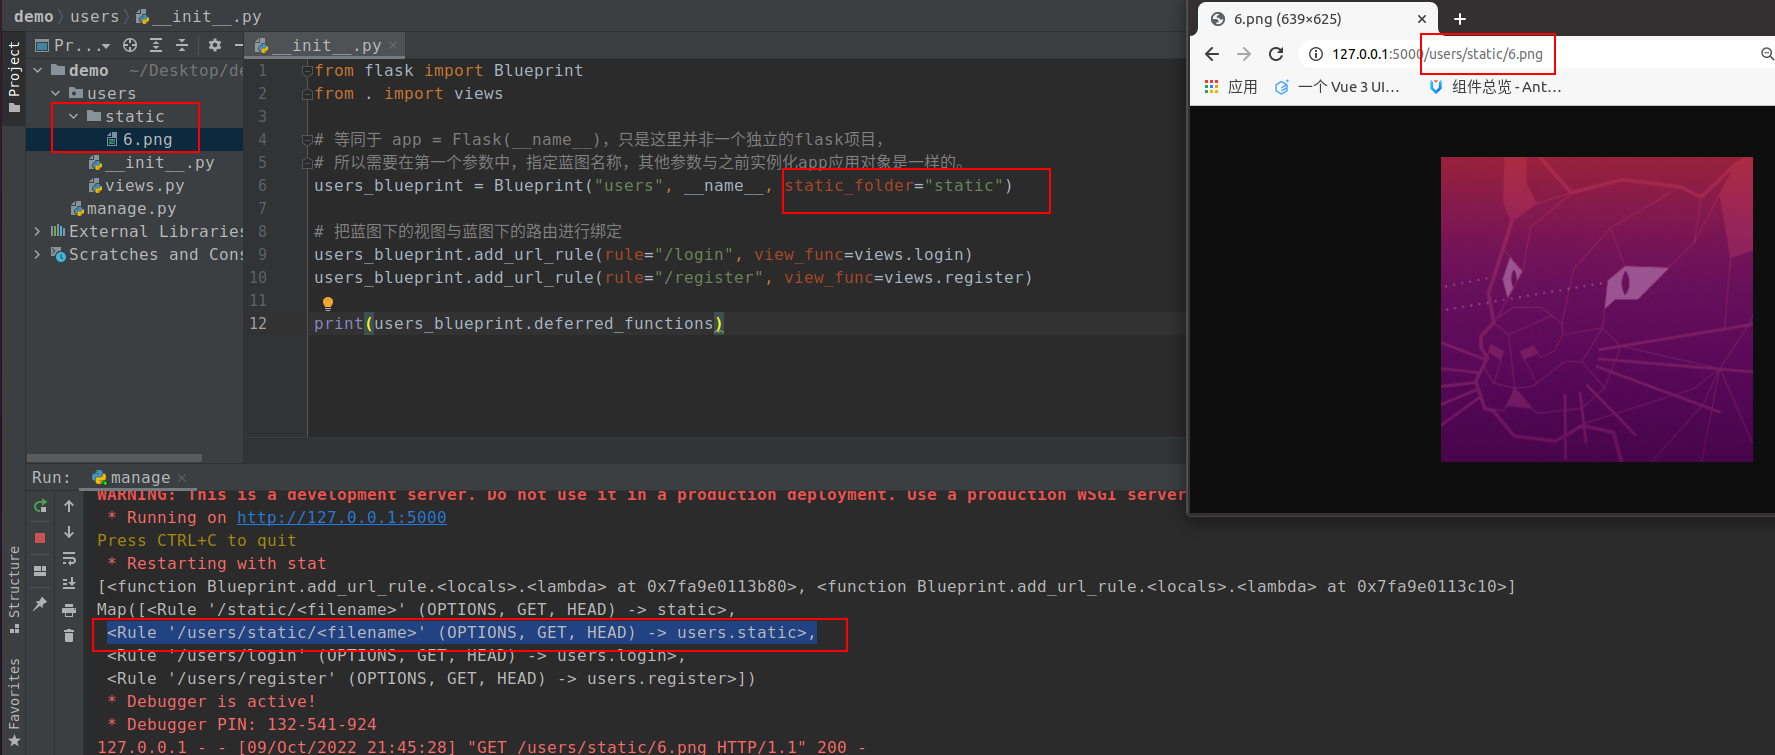 demo users __init__.py
Project
Pr...
demo ~/Desktop/de
users
static
6.png
__init__.py
views.py
manage.py
External Libraries
Scratches and Con
__init__.py
1 from flask import Blueprint
2 from . import views
3
4 # 等同于 app = Flask(__name__)，只是这里并非一个独立的flask项目，
5 # 所以需要在第一个参数中，指定蓝图名称，其他参数与之前实例化app应用对象是一样的。
6 users_blueprint = Blueprint("users", __name__, static_folder="static")
7
8 # 把蓝图下的视图与蓝图下的路由进行绑定
9 users_blueprint.add_url_rule(rule="/login", view_func=views.login)
10 users_blueprint.add_url_rule(rule="/register", view_func=views.register)
11
12 print(users_blueprint.deferred_functions)
6.png (639×625)
127.0.0.1:5000/users/static/6.png
应用 一个 Vue 3 UI... 组件总览 - Ant...
Run: manage
WARNING: This is a development server. Do not use it in a production deployment. Use a production WSGI server
* Running on http://127.0.0.1:5000
Press CTRL+C to quit
* Restarting with stat
[<function Blueprint.add_url_rule.<locals>.<lambda> at 0x7fa9e0113b80>, <function Blueprint.add_url_rule.<locals>.<lambda> at 0x7fa9e0113c10>]
Map([<Rule '/static/<filename>' (OPTIONS, GET, HEAD) -> static>,
<Rule '/users/static/<filename>' (OPTIONS, GET, HEAD) -> users.static>,
<Rule '/users/login' (OPTIONS, GET, HEAD) -> users.login>,
<Rule '/users/register' (OPTIONS, GET, HEAD) -> users.register>])
* Debugger is active!
* Debugger PIN: 132-541-924
127.0.0.1 - - [09/Oct/2022 21:45:28] "GET /users/static/6.png HTTP/1.1" 200 -
Structure
Favorites